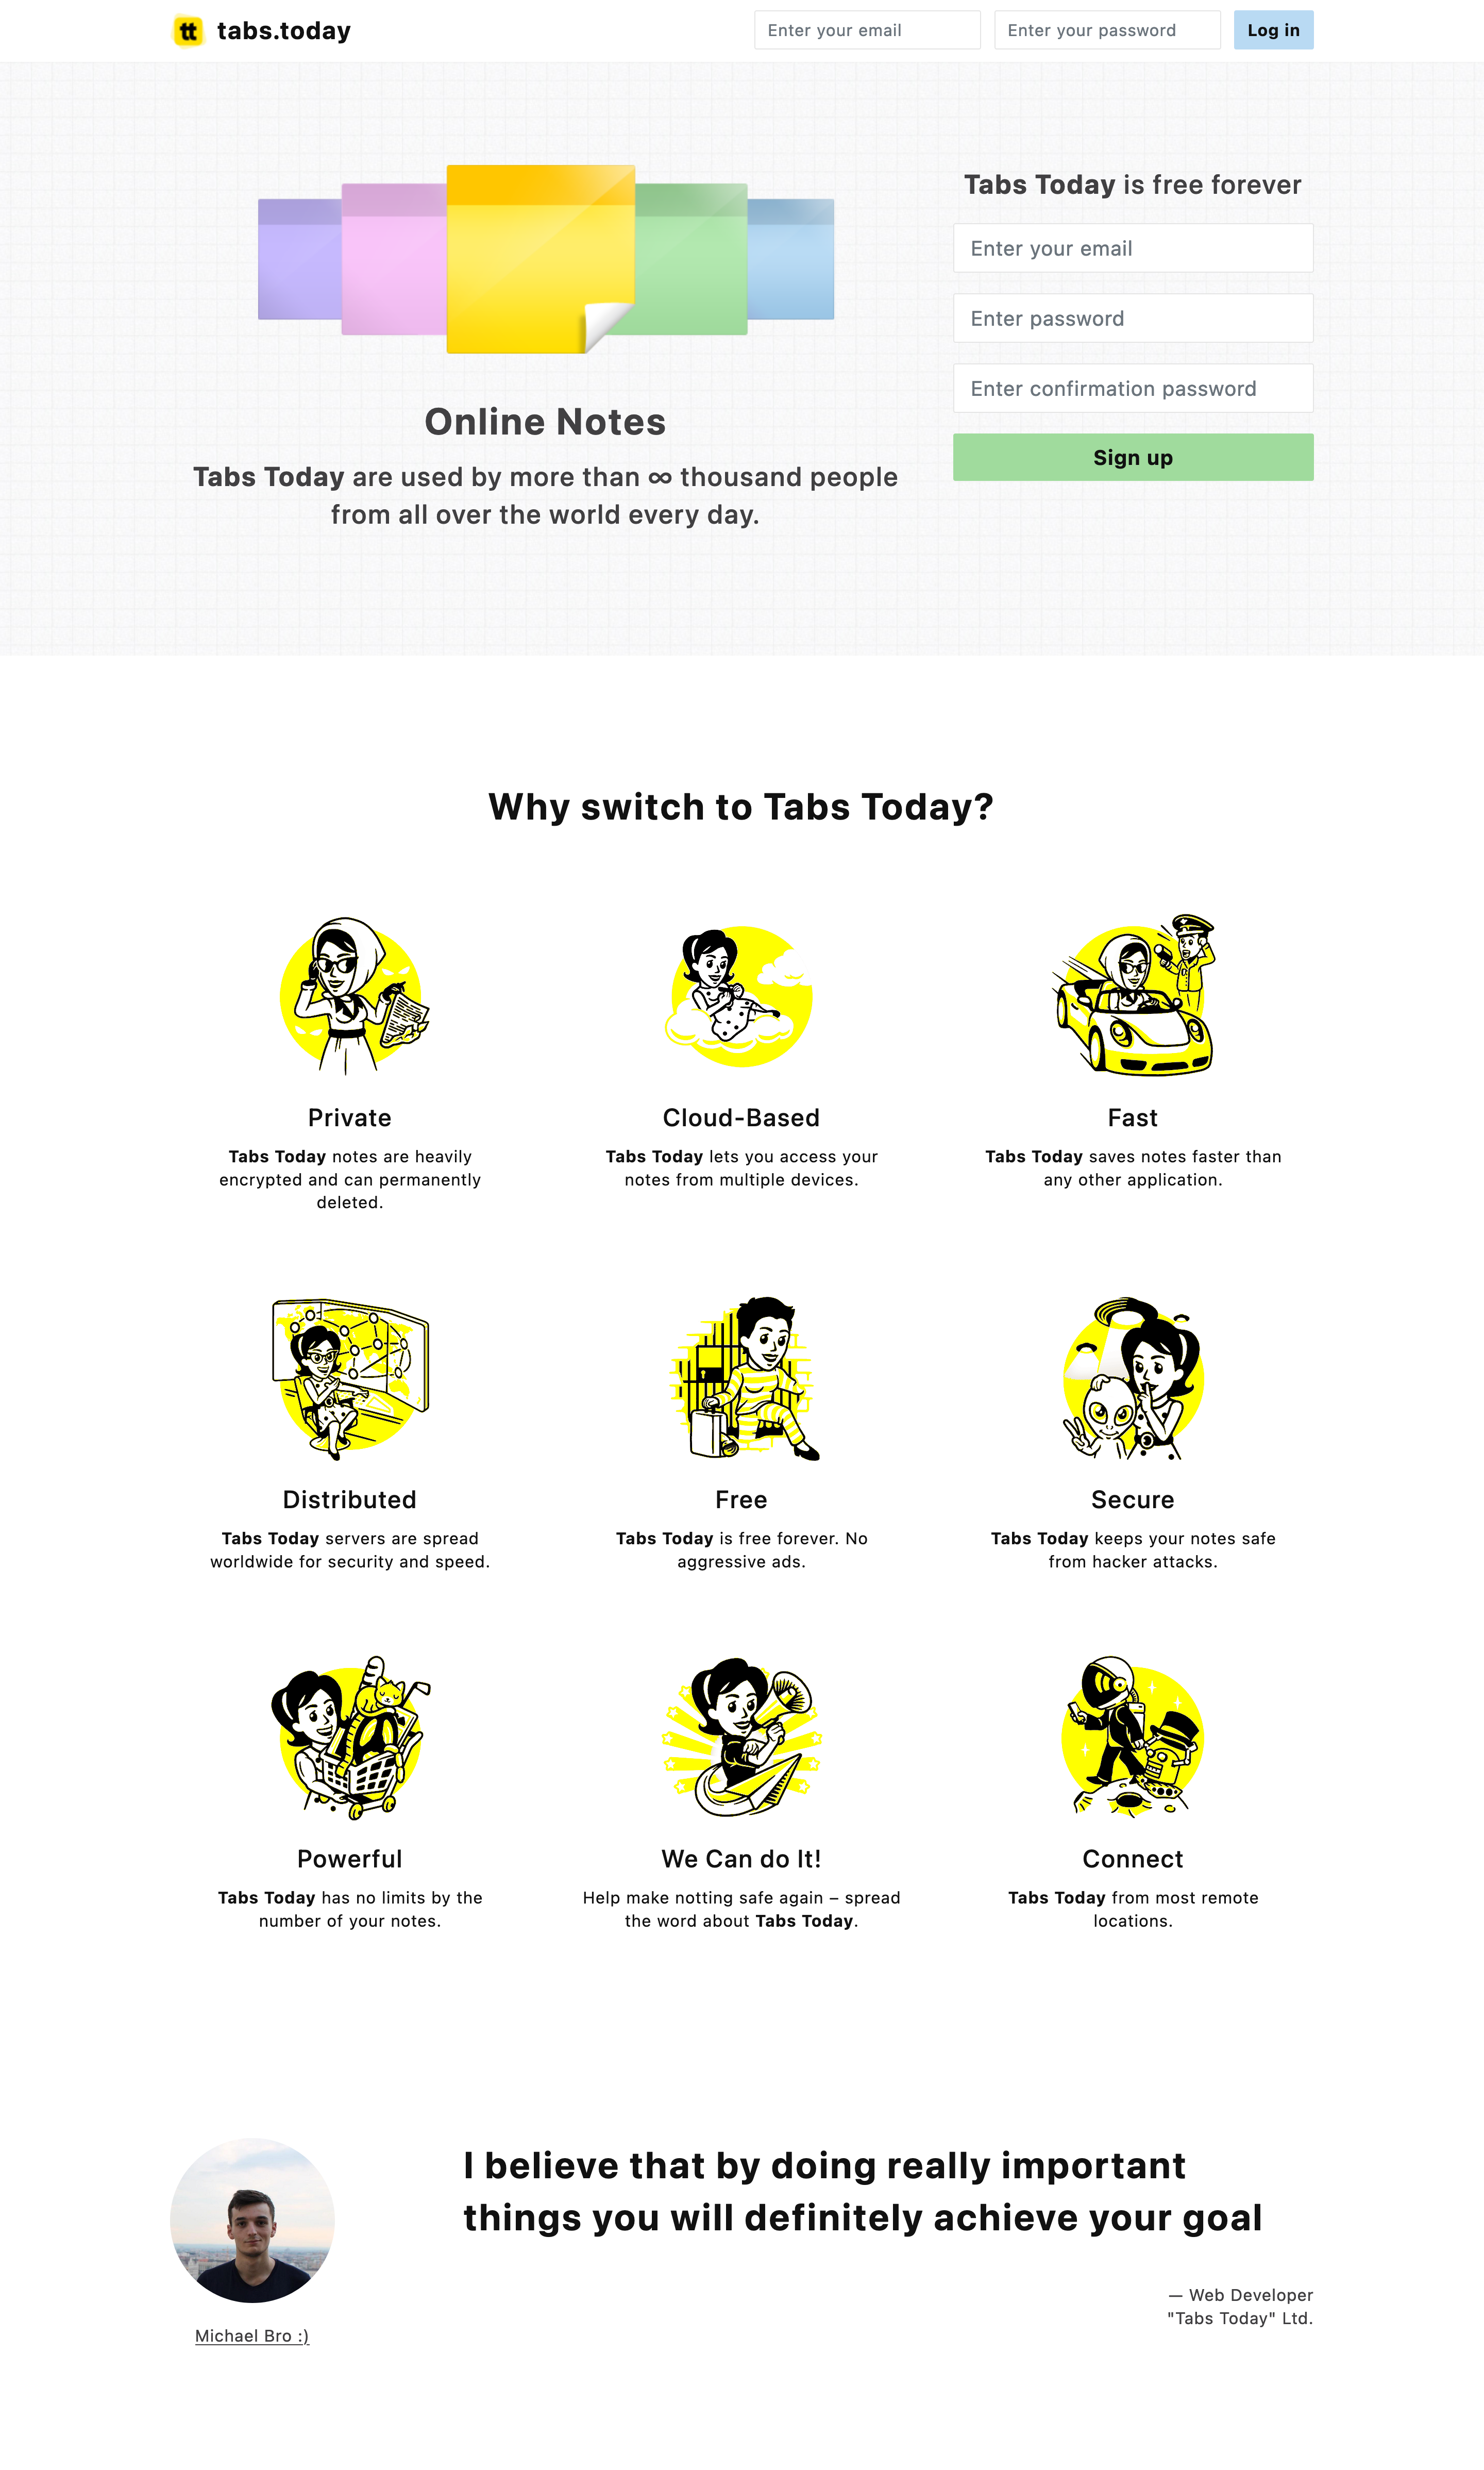 tt tabs.today
Enter your email
Enter your password
Log in
Online Notes
Tabs Today are used by more than ∞ thousand people
from all over the world every day.
Tabs Today is free forever
Enter your email
Enter password
Enter confirmation password
Sign up
Why switch to Tabs Today?
Private
Tabs Today notes are heavily
encrypted and can permanently
deleted.
Cloud-Based
Tabs Today lets you access your
notes from multiple devices.
Fast
Tabs Today saves notes faster than
any other application.
Distributed
Tabs Today servers are spread
worldwide for security and speed.
Free
Tabs Today is free forever. No
aggressive ads.
Secure
Tabs Today keeps your notes safe
from hacker attacks.
Powerful
Tabs Today has no limits by the
number of your notes.
We Can do It!
Help make notting safe again – spread
the word about Tabs Today.
Connect
Tabs Today from most remote
locations.
Michael Bro :)
I believe that by doing really important
things you will definitely achieve your goal
— Web Developer
"Tabs Today" Ltd.